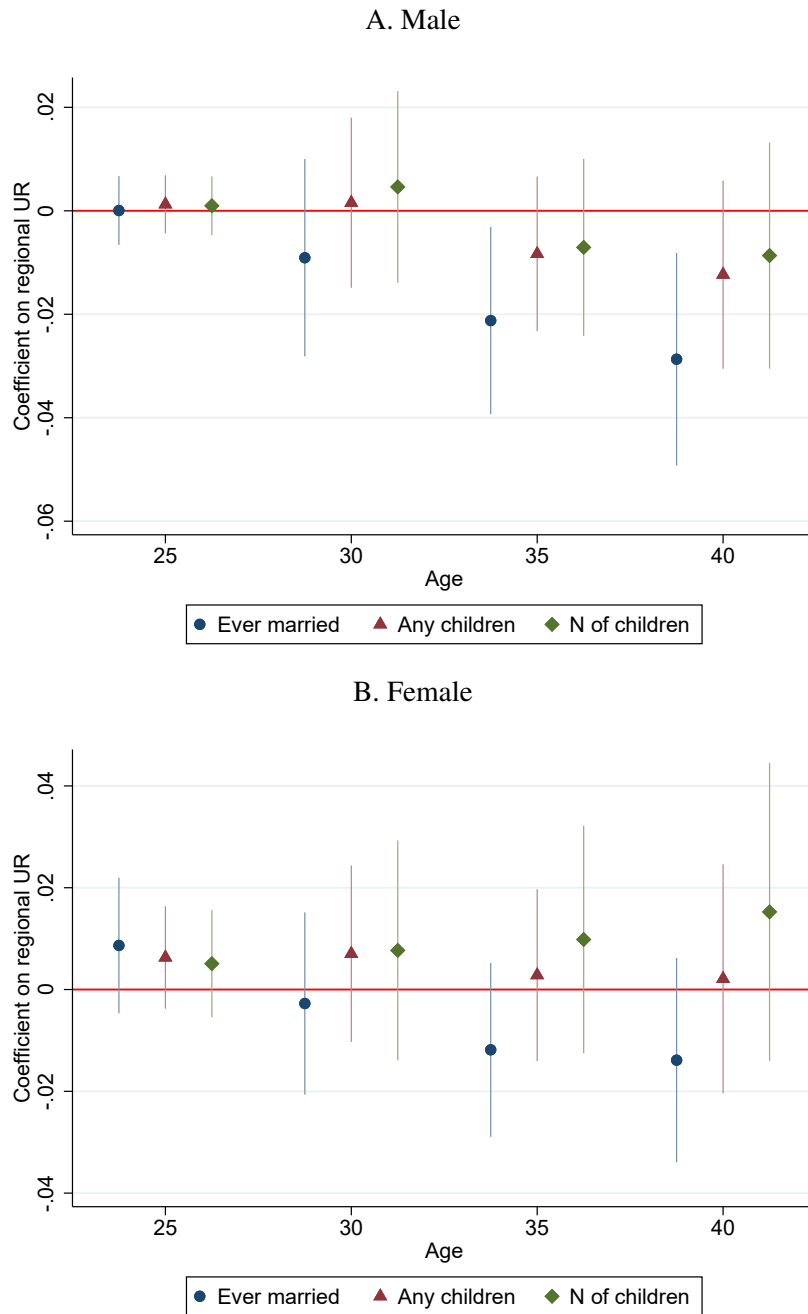 A. Male
Coefficient on regional UR
.02
0
-.02
-.04
-.06
25 30 35 40
Age
Ever married Any children N of children
B. Female
Coefficient on regional UR
.04
.02
0
-.02
-.04
25 30 35 40
Age
Ever married Any children N of children